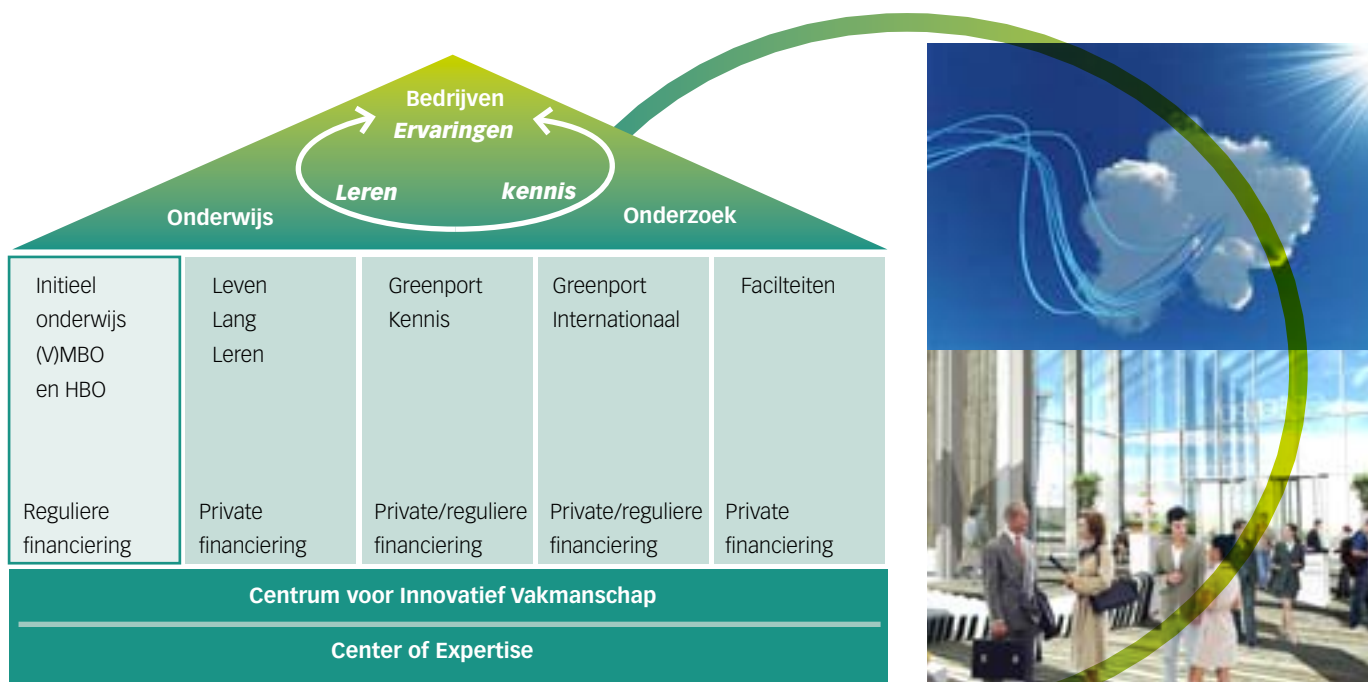 Bedrijven
Ervaringen
Leren
kennis
Onderwijs
Onderzoek
Initieel
onderwijs
(V)MBO
en HBO
Reguliere
financiering
Leven
Lang
Leren
Private
financiering
Greenport
Kennis
Private/reguliere
financiering
Greenport
Internationaal
Private/reguliere
financiering
Facilteiten
Private
financiering
Centrum voor Innovatief Vakmanschap
Center of Expertise